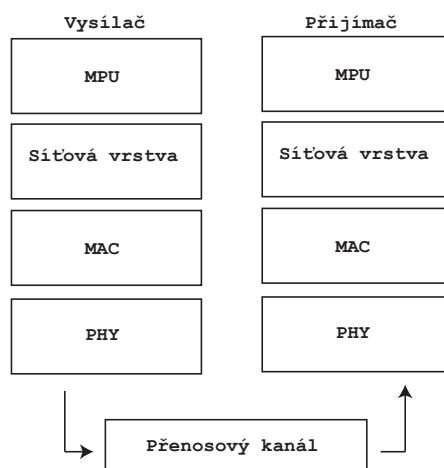 Vysílač
MPU
Síťová vrstva
MAC
PHY
Přijímač
MPU
Síťová vrstva
MAC
PHY
Přenosový kanál